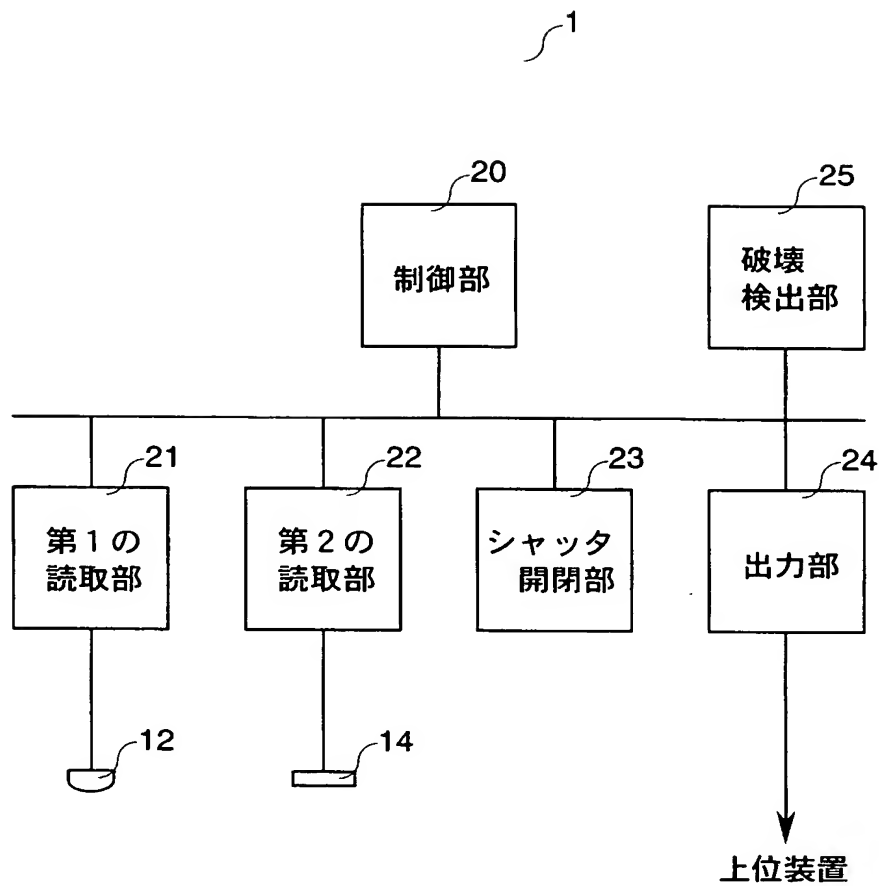 1
20
制御部
25
破壊
検出部
21
第1の
読取部
22
第2の
読取部
23
シャッタ
開閉部
24
出力部
12
14
上位装置